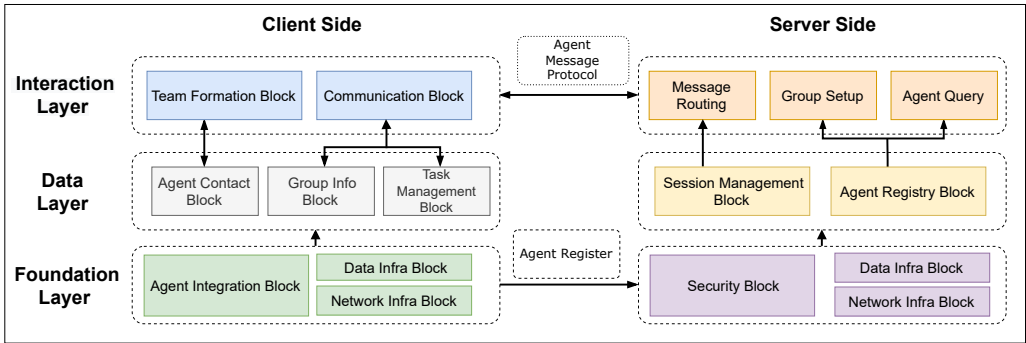 Client Side
Server Side
Interaction
Layer
Team Formation Block
Communication Block
Agent
Message
Protocol
Message
Routing
Group Setup
Agent Query
Data
Layer
Agent Contact
Block
Group Info
Block
Task
Management
Block
Session Management
Block
Agent Registry Block
Foundation
Layer
Agent Integration Block
Data Infra Block
Network Infra Block
Agent Register
Security Block
Data Infra Block
Network Infra Block